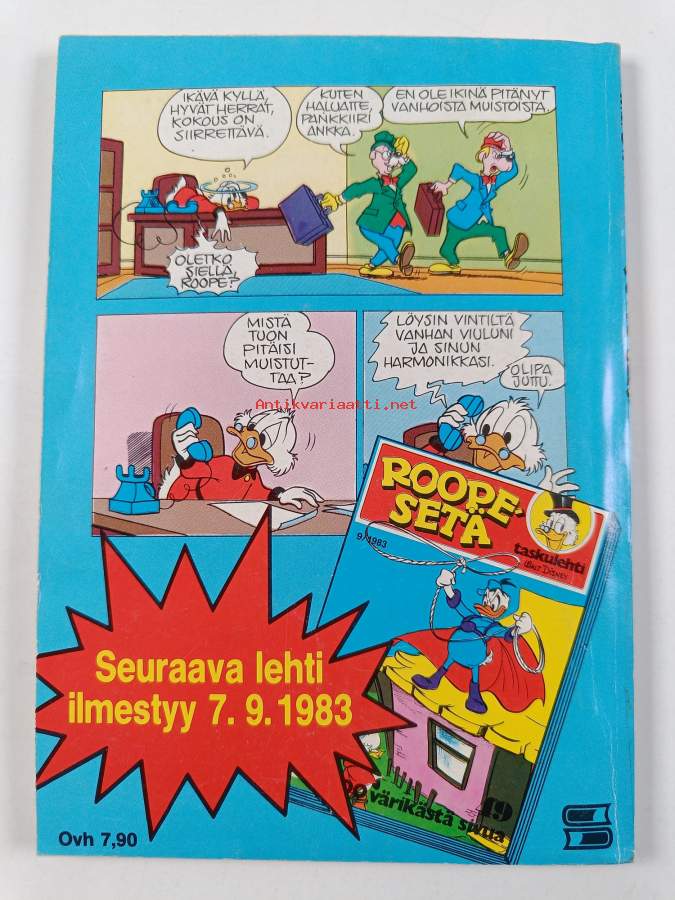 IKÄVÄ KYLLÄ,
HYVÄT HERRAT,
KOKOUS ON
SIIRRETTÄVÄ.
KUTEN
HALUATTE,
PANKKIIRI
ANKKA.
EN OLE IKINÄ PITÄNYT
VANHOISTA MUISTOISTA.
OLETKO
SIELLÄ,
ROOPE?
MISTÄ
TUON
PITÄISI
MUISTUT-
TAA?
LÖYSIN VINTILTÄ
VANHAN VIULUNI
JA SINUN
HARMONIKKASI.
OLIPA
JUTTU.
Antikvariaatti.net
ROOPE-
SETÄ
taskulehti
WALT DISNEY
9/1983
Seuraava lehti
ilmestyy 7. 9. 1983
värikästä sivua
Ovh 7,90